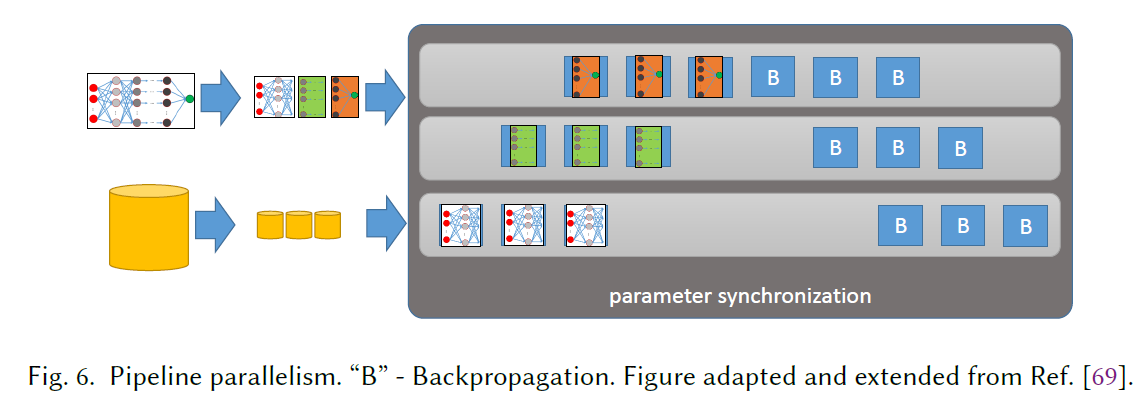 B B B
B B B
B B B
parameter synchronization
Fig. 6. Pipeline parallelism. “B” - Backpropagation. Figure adapted and extended from Ref. [69].